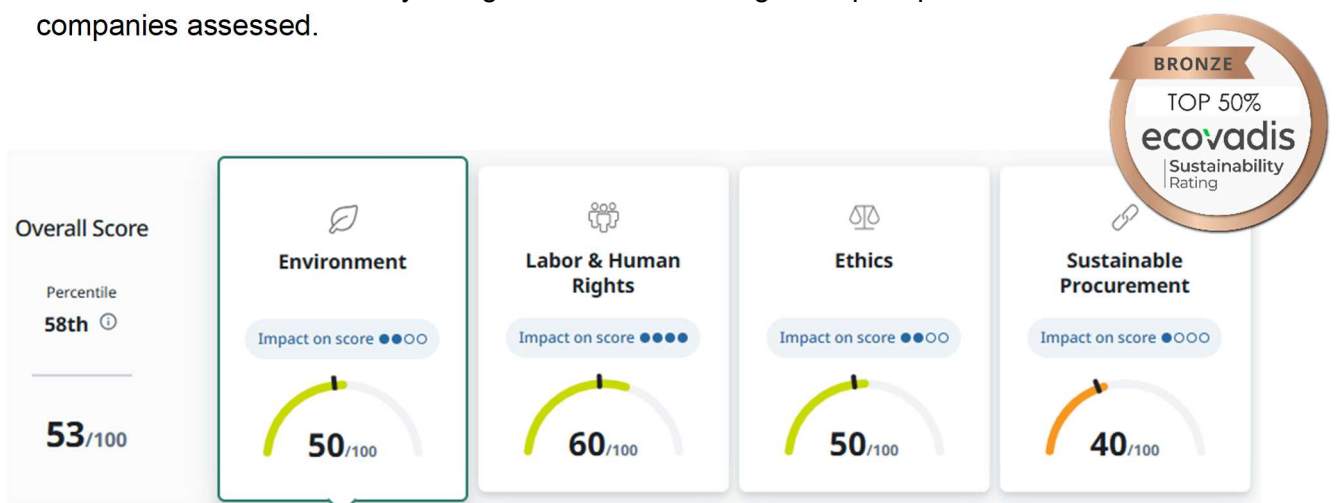 companies assessed.
BRONZE
TOP 50%
ecovadis
Sustainability
Rating
Overall Score
Percentile
58th
53/100
Environment
Impact on score
50/100
Labor & Human
Rights
Impact on score
60/100
Ethics
Impact on score
50/100
Sustainable
Procurement
Impact on score
40/100